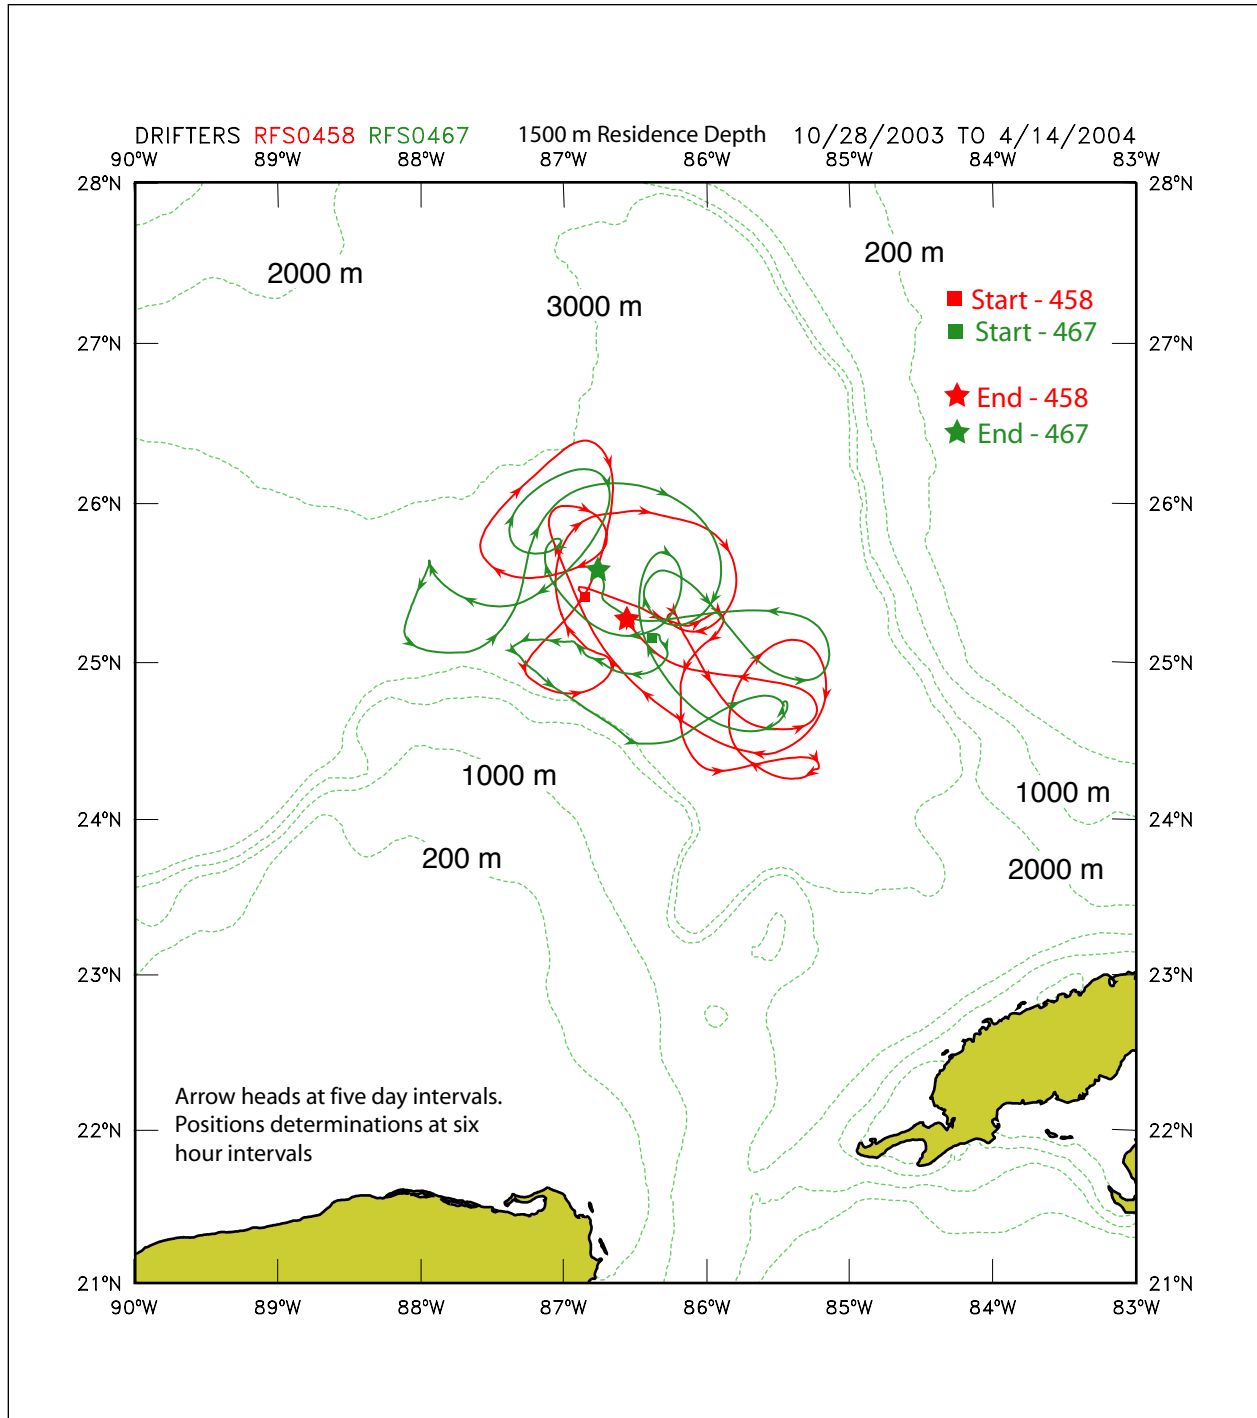 DRIFTERS RFS0458 RFS0467 1500 m Residence Depth 10/28/2003 TO 4/14/2004
90°W 89°W 88°W 87°W 86°W 85°W 84°W 83°W
28°N 28°N
200 m
2000 m
3000 m
Start - 458
Start - 467
27°N 27°N
End - 458
End - 467
26°N 26°N
25°N 25°N
1000 m
1000 m
24°N 24°N
200 m
2000 m
23°N 23°N
Arrow heads at five day intervals.
Positions determinations at six
hour intervals
22°N 22°N
21°N 21°N
90°W 89°W 88°W 87°W 86°W 85°W 84°W 83°W